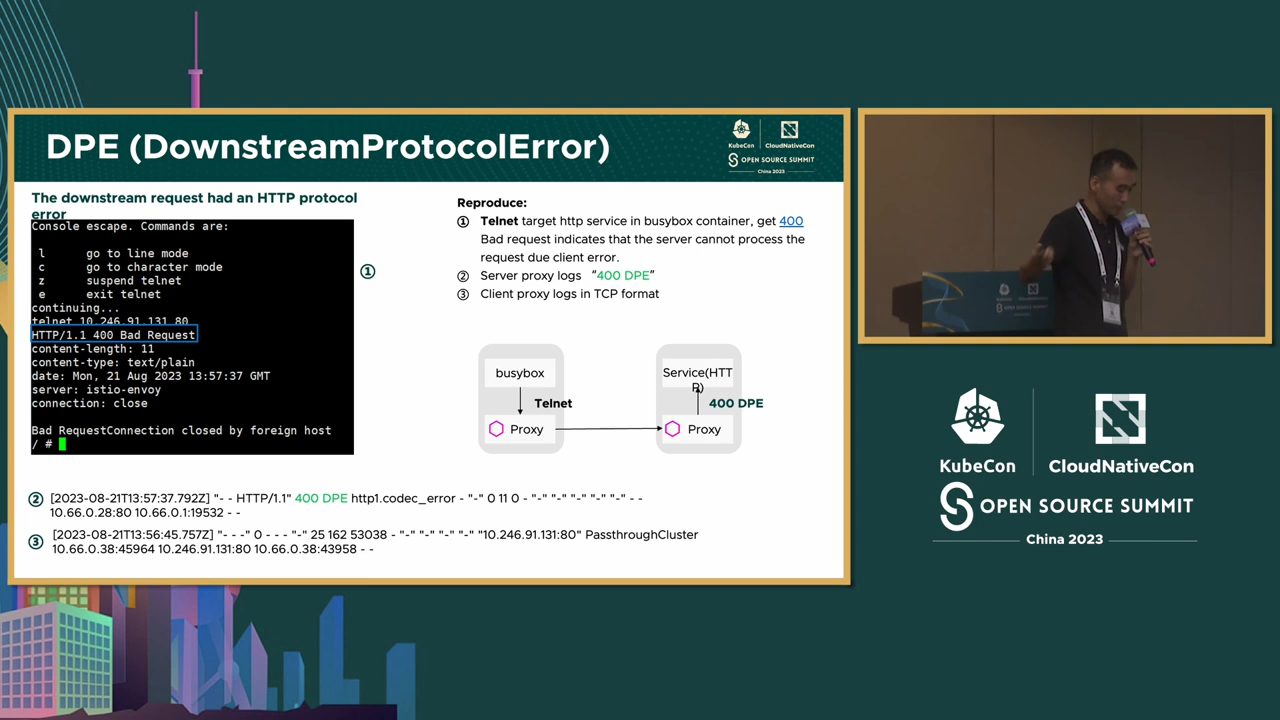 DPE (DownstreamProtocolError)
KubeCon
CloudNativeCon
OPEN SOURCE SUMMIT
China 2023
The downstream request had an HTTP protocol
error
Console escape. Commands are:
l go to line mode
c go to character mode
z suspend telnet
e exit telnet
continuing...
telnet 10.246.91.131 80
HTTP/1.1 400 Bad Request
content-length: 11
content-type: text/plain
date: Mon, 21 Aug 2023 13:57:37 GMT
server: istio-envoy
connection: close
Bad RequestConnection closed by foreign host
/ #
①
Reproduce:
① Telnet target http service in busybox container, get 400
Bad request indicates that the server cannot process the
request due client error.
② Server proxy logs "400 DPE"
③ Client proxy logs in TCP format
busybox
Telnet
Proxy
Service(HTT
P)
400 DPE
Proxy
② [2023-08-21T13:57:37.792Z] "- - HTTP/1.1" 400 DPE http1.codec_error - "-" 0 11 0 - "-" "-" "-" "-" "-" - -
10.66.0.28:80 10.66.0.1:19532 - -
③ [2023-08-21T13:56:45.757Z] "- - -" 0 - - - "-" 25 162 53038 - "-" "-" "-" "-" "10.246.91.131:80" PassthroughCluster
10.66.0.38:45964 10.246.91.131:80 10.66.0.38:43958 - -
KubeCon
CloudNativeCon
OPEN SOURCE SUMMIT
China 2023